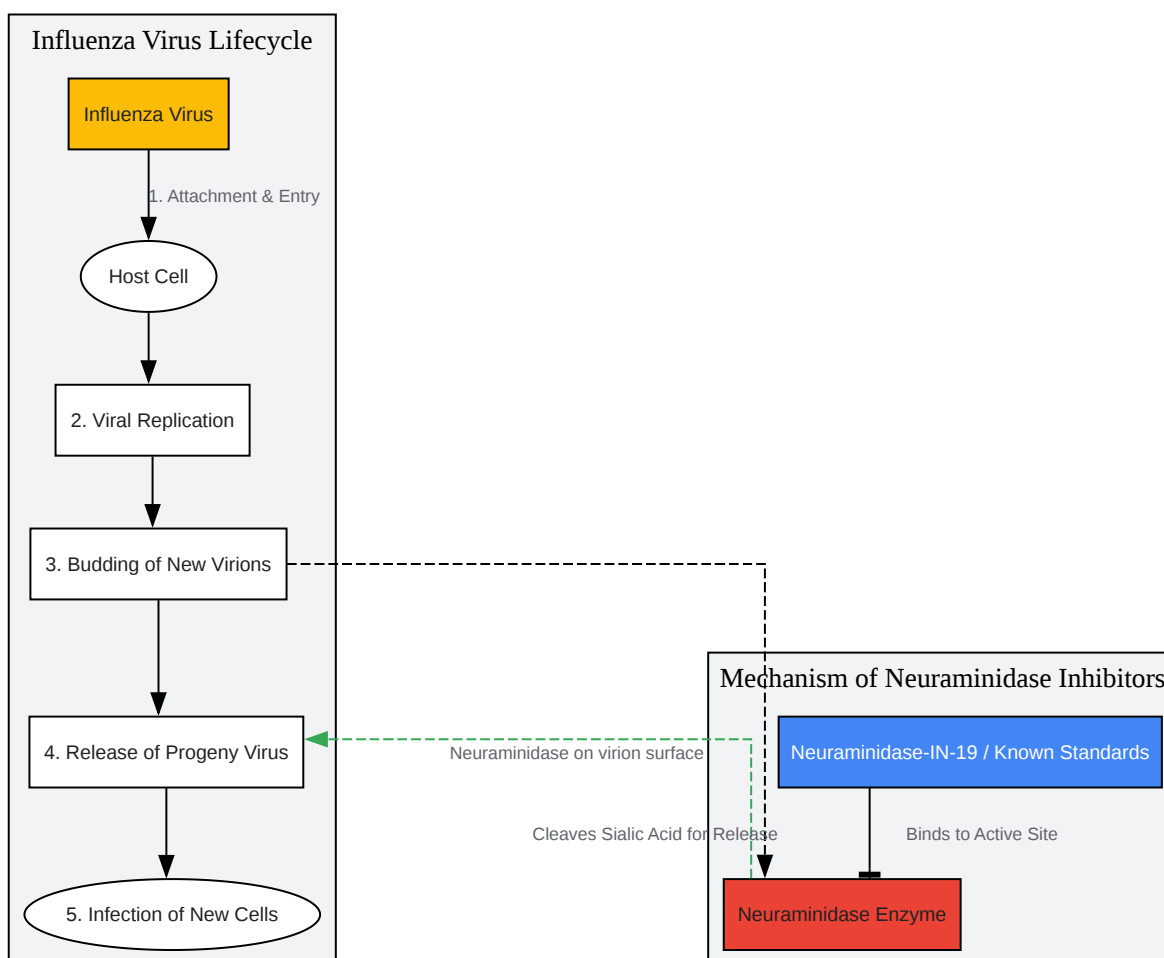 Influenza Virus Lifecycle
Influenza Virus
1. Attachment & Entry
Host Cell
2. Viral Replication
3. Budding of New Virions
4. Release of Progeny Virus
5. Infection of New Cells
Mechanism of Neuraminidase Inhibitors
Neuraminidase-IN-19 / Known Standards
Neuraminidase on virion surface
Cleaves Sialic Acid for Release
Binds to Active Site
Neuraminidase Enzyme